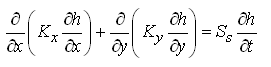 ∂/∂x (K_x ∂h/∂x) + ∂/∂y (K_y ∂h/∂y) = S_s ∂h/∂t